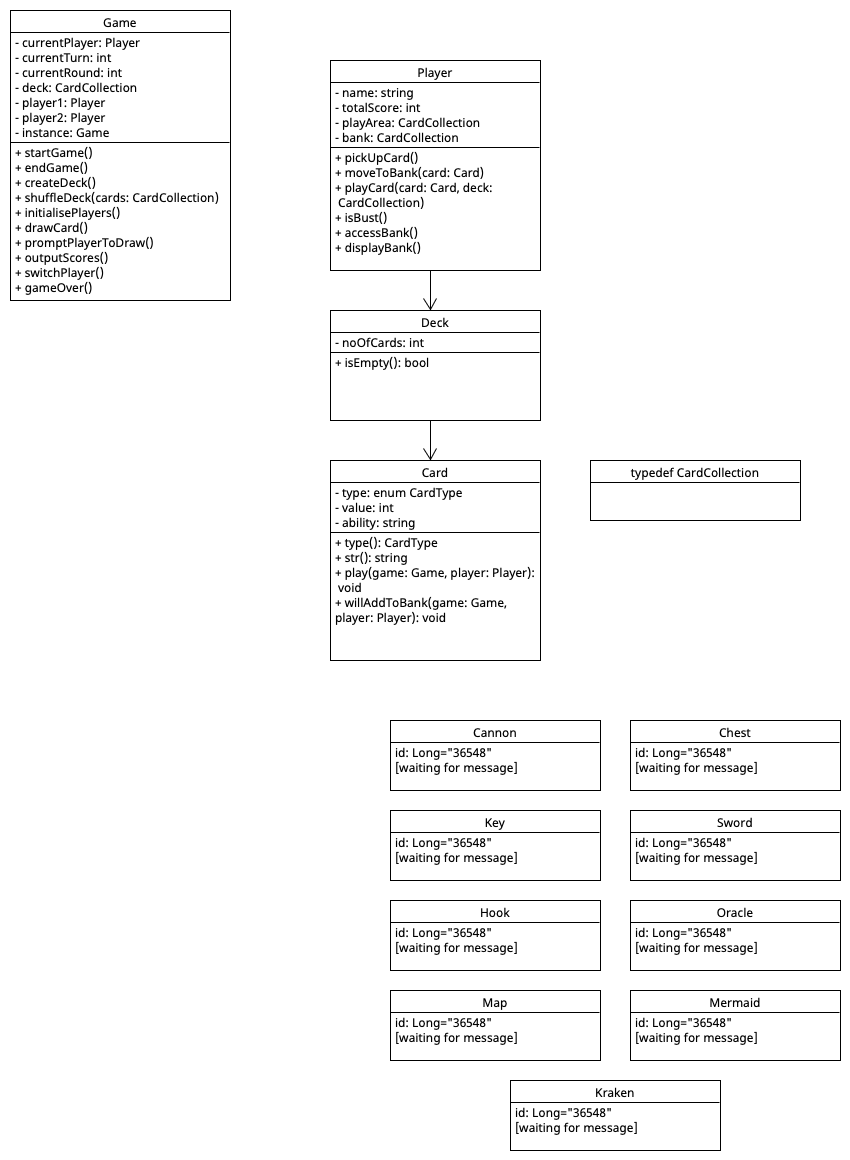 Game
- currentPlayer: Player
- currentTurn: int
- currentRound: int
- deck: CardCollection
- player1: Player
- player2: Player
- instance: Game
+ startGame()
+ endGame()
+ createDeck()
+ shuffleDeck(cards: CardCollection)
+ initialisePlayers()
+ drawCard()
+ promptPlayerToDraw()
+ outputScores()
+ switchPlayer()
+ gameOver()
Player
- name: string
- totalScore: int
- playArea: CardCollection
- bank: CardCollection
+ pickUpCard()
+ moveToBank(card: Card)
+ playCard(card: Card, deck:
CardCollection)
+ isBust()
+ accessBank()
+ displayBank()
Deck
- noOfCards: int
+ isEmpty(): bool
Card
- type: enum CardType
- value: int
- ability: string
+ type(): CardType
+ str(): string
+ play(game: Game, player: Player):
void
+ willAddToBank(game: Game,
player: Player): void
typedef CardCollection
Cannon
id: Long="36548"
[waiting for message]
Chest
id: Long="36548"
[waiting for message]
Key
id: Long="36548"
[waiting for message]
Sword
id: Long="36548"
[waiting for message]
Hook
id: Long="36548"
[waiting for message]
Oracle
id: Long="36548"
[waiting for message]
Map
id: Long="36548"
[waiting for message]
Mermaid
id: Long="36548"
[waiting for message]
Kraken
id: Long="36548"
[waiting for message]